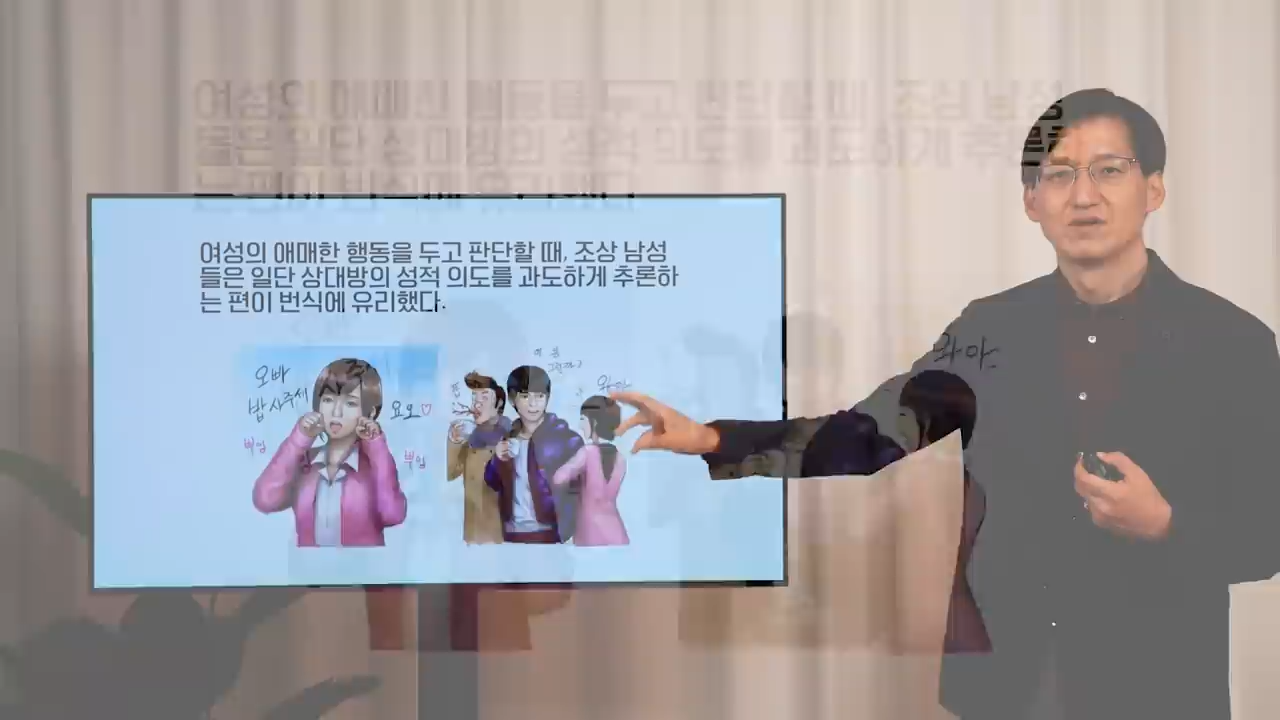 여성의 애매한 행동을 두고 판단할 때, 조상 남성
들은 일단 상대방의 성적 의도를 과도하게 추론하
는 편이 번식에 유리했다.
오빠
밥 사주세
요오♡
뿌잉
뿌잉
와아.